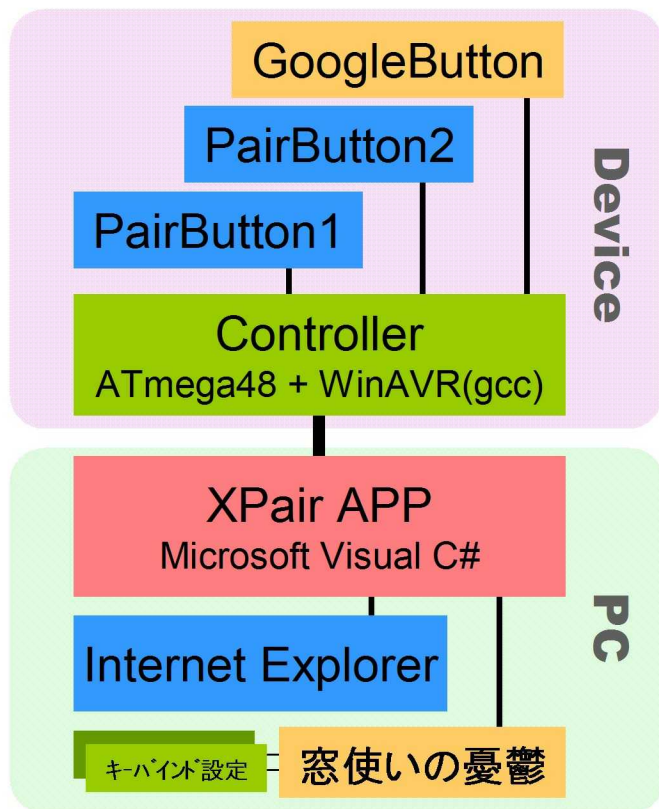 GoogleButton
PairButton2
PairButton1
Device
Controller
ATmega48 + WinAVR(gcc)
XPair APP
Microsoft Visual C#
PC
Internet Explorer
キーバインド設定
窓使いの憂鬱